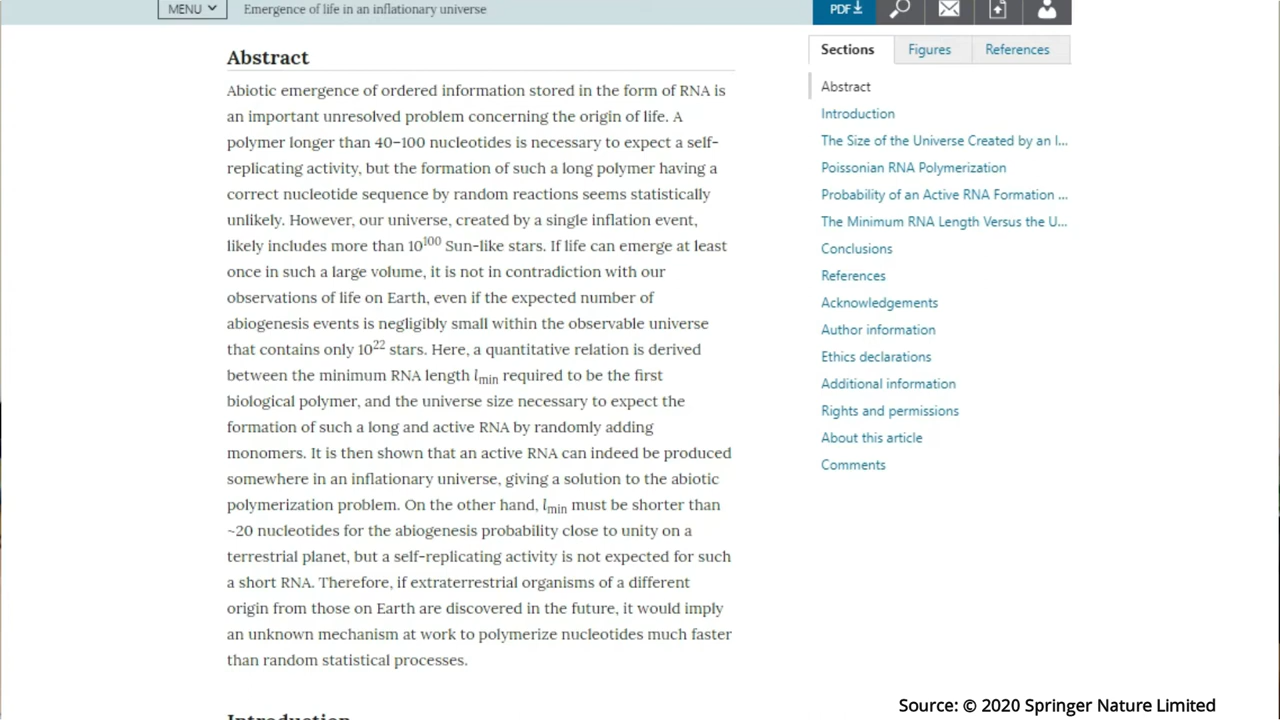 MENU
Emergence of life in an inflationary universe
PDF
Abstract
Abiotic emergence of ordered information stored in the form of RNA is
an important unresolved problem concerning the origin of life. A
polymer longer than 40–100 nucleotides is necessary to expect a self-
replicating activity, but the formation of such a long polymer having a
correct nucleotide sequence by random reactions seems statistically
unlikely. However, our universe, created by a single inflation event,
likely includes more than 10¹⁰⁰ Sun-like stars. If life can emerge at least
once in such a large volume, it is not in contradiction with our
observations of life on Earth, even if the expected number of
abiogenesis events is negligibly small within the observable universe
that contains only 10²² stars. Here, a quantitative relation is derived
between the minimum RNA length lmin required to be the first
biological polymer, and the universe size necessary to expect the
formation of such a long and active RNA by randomly adding
monomers. It is then shown that an active RNA can indeed be produced
somewhere in an inflationary universe, giving a solution to the abiotic
polymerization problem. On the other hand, lmin must be shorter than
~20 nucleotides for the abiogenesis probability close to unity on a
terrestrial planet, but a self-replicating activity is not expected for such
a short RNA. Therefore, if extraterrestrial organisms of a different
origin from those on Earth are discovered in the future, it would imply
an unknown mechanism at work to polymerize nucleotides much faster
than random statistical processes.
Introduction
Sections
Figures
References
Abstract
Introduction
The Size of the Universe Created by an I...
Poissonian RNA Polymerization
Probability of an Active RNA Formation ...
The Minimum RNA Length Versus the U...
Conclusions
References
Acknowledgements
Author information
Ethics declarations
Additional information
Rights and permissions
About this article
Comments
Source: © 2020 Springer Nature Limited